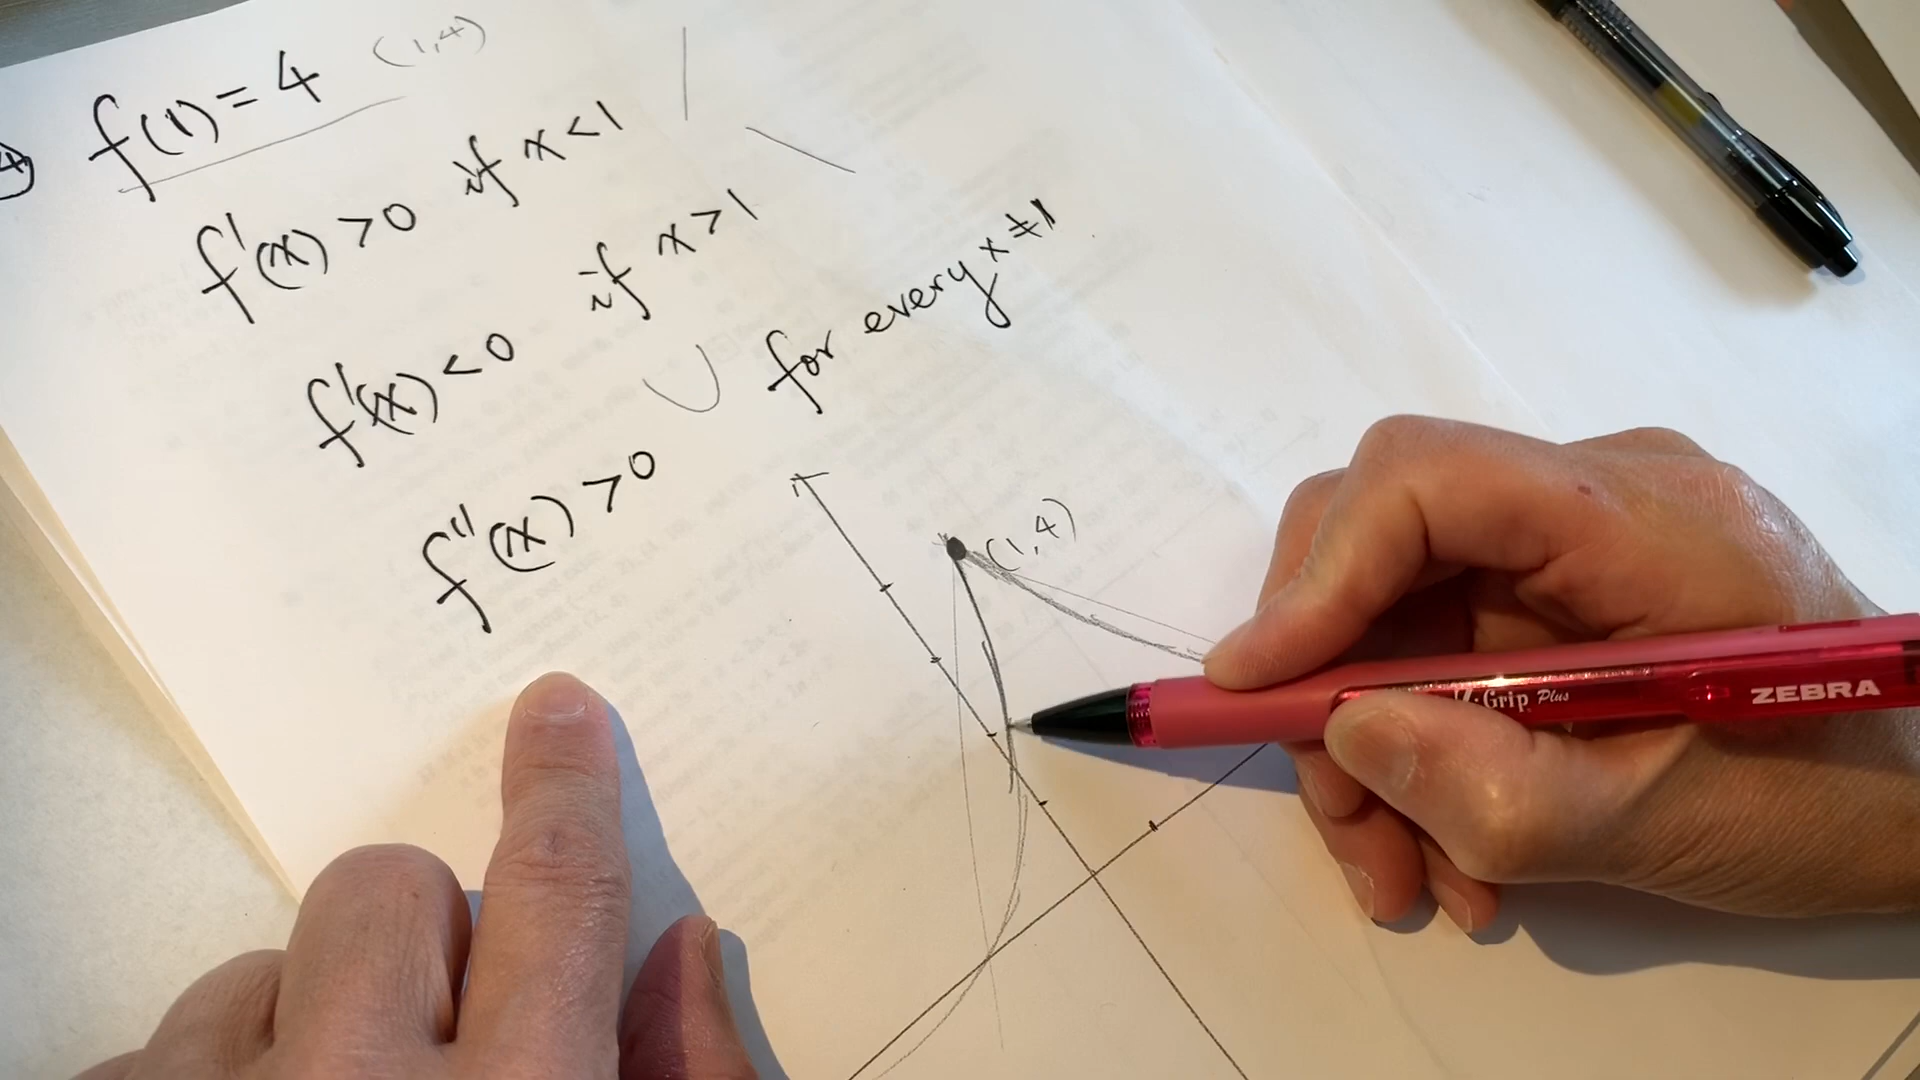 4) f(1) = 4 (1,4)
f'(x) > 0 if x < 1
f'(x) < 0 if x > 1
f''(x) > 0 for every x ≠ 1
(1,4)
Z-Grip Plus ZEBRA